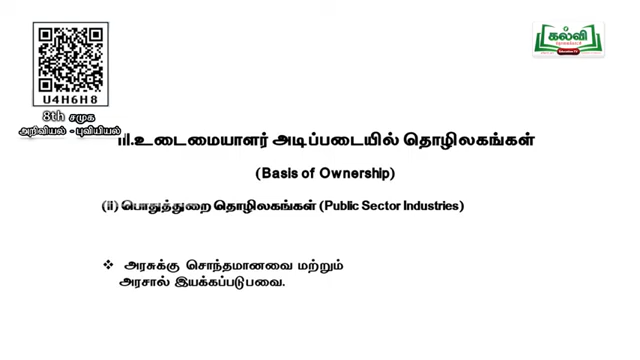 கல்வி
U4H6H8
8th சமூக
அறிவியல் - புவியியல்
iii.உடைமையாளர் அடிப்படையில் தொழிலகங்கள்
(Basis of Ownership)
(ii) பொதுத்துறை தொழிலகங்கள் (Public Sector Industries)
❖ அரசுக்கு சொந்தமானவை மற்றும்
அரசால் இயக்கப்படுபவை.